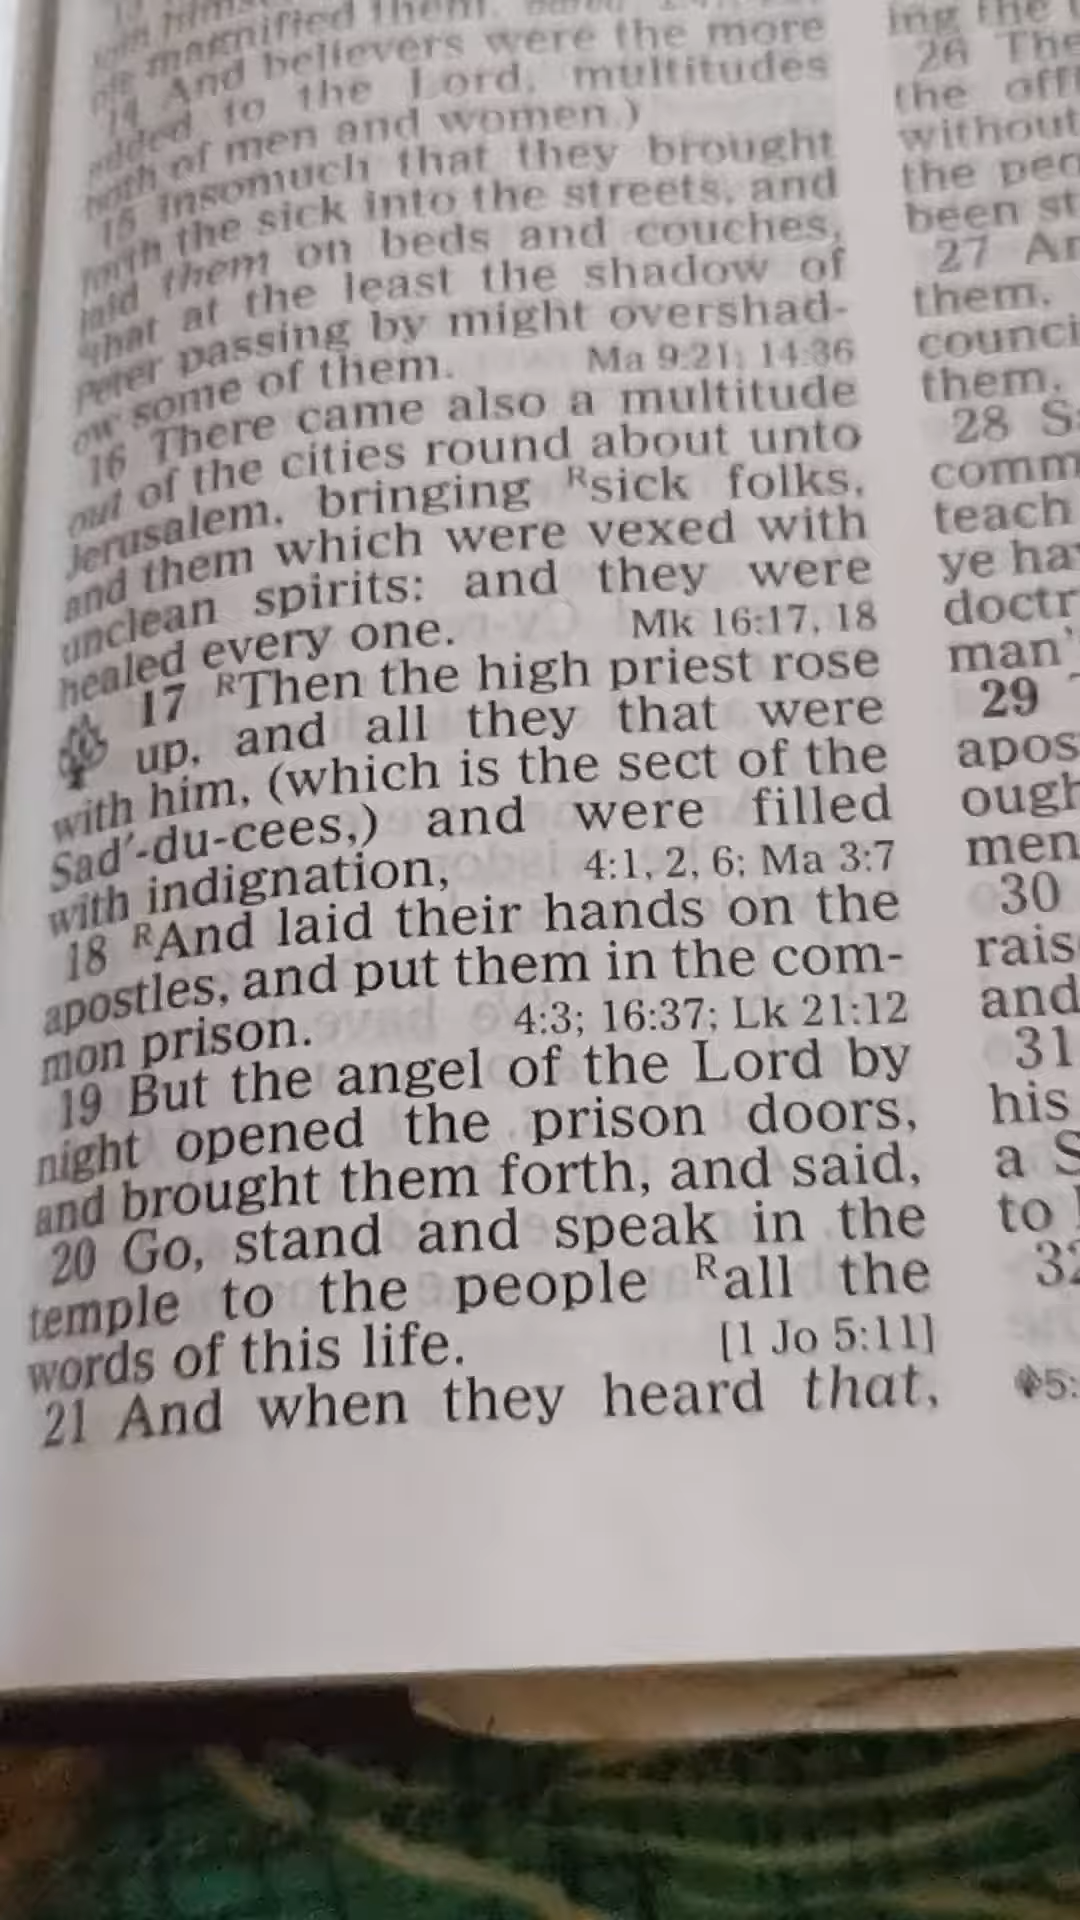 magnified them.
14 And believers were the more
added to the Lord, multitudes
both of men and women.)
15 Insomuch that they brought
forth the sick into the streets, and
laid them on beds and couches,
that at the least the shadow of
Peter passing by might overshad-
ow some of them. Ma 9:21; 14:36
16 There came also a multitude
out of the cities round about unto
Jerusalem, bringing Rsick folks,
and them which were vexed with
unclean spirits: and they were
healed every one. Mk 16:17, 18
17 RThen the high priest rose
up, and all they that were
with him, (which is the sect of the
Sad'-du-cees,) and were filled
with indignation, 4:1, 2, 6; Ma 3:7
18 RAnd laid their hands on the
apostles, and put them in the com-
mon prison. 4:3; 16:37; Lk 21:12
19 But the angel of the Lord by
night opened the prison doors,
and brought them forth, and said,
20 Go, stand and speak in the
temple to the people Rall the
words of this life. [1 Jo 5:11]
21 And when they heard that,
ing the
26 The
the off
without
the peo
been st
27 An
them,
counci
them,
28 S
comm
teach
ye ha
doctr
man'
29
apos
ough
men
30
rais
and
31
his
a S
to
32
5: